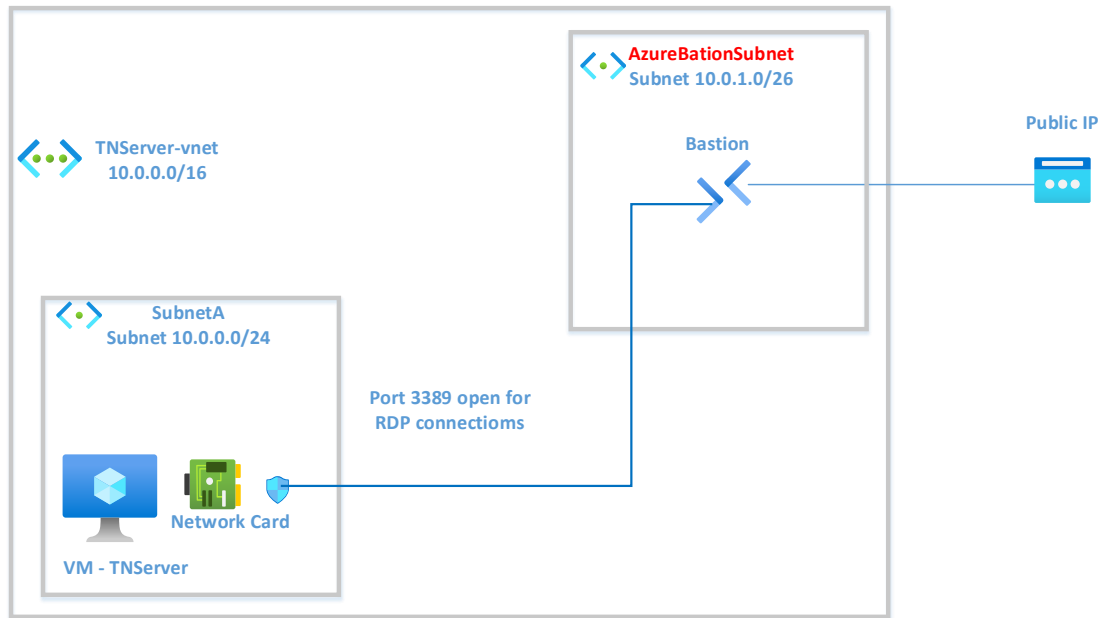 AzureBationSubnet
Subnet 10.0.1.0/26
Public IP
TNServer-vnet
10.0.0.0/16
Bastion
SubnetA
Subnet 10.0.0.0/24
Port 3389 open for
RDP connectioms
Network Card
VM - TNServer